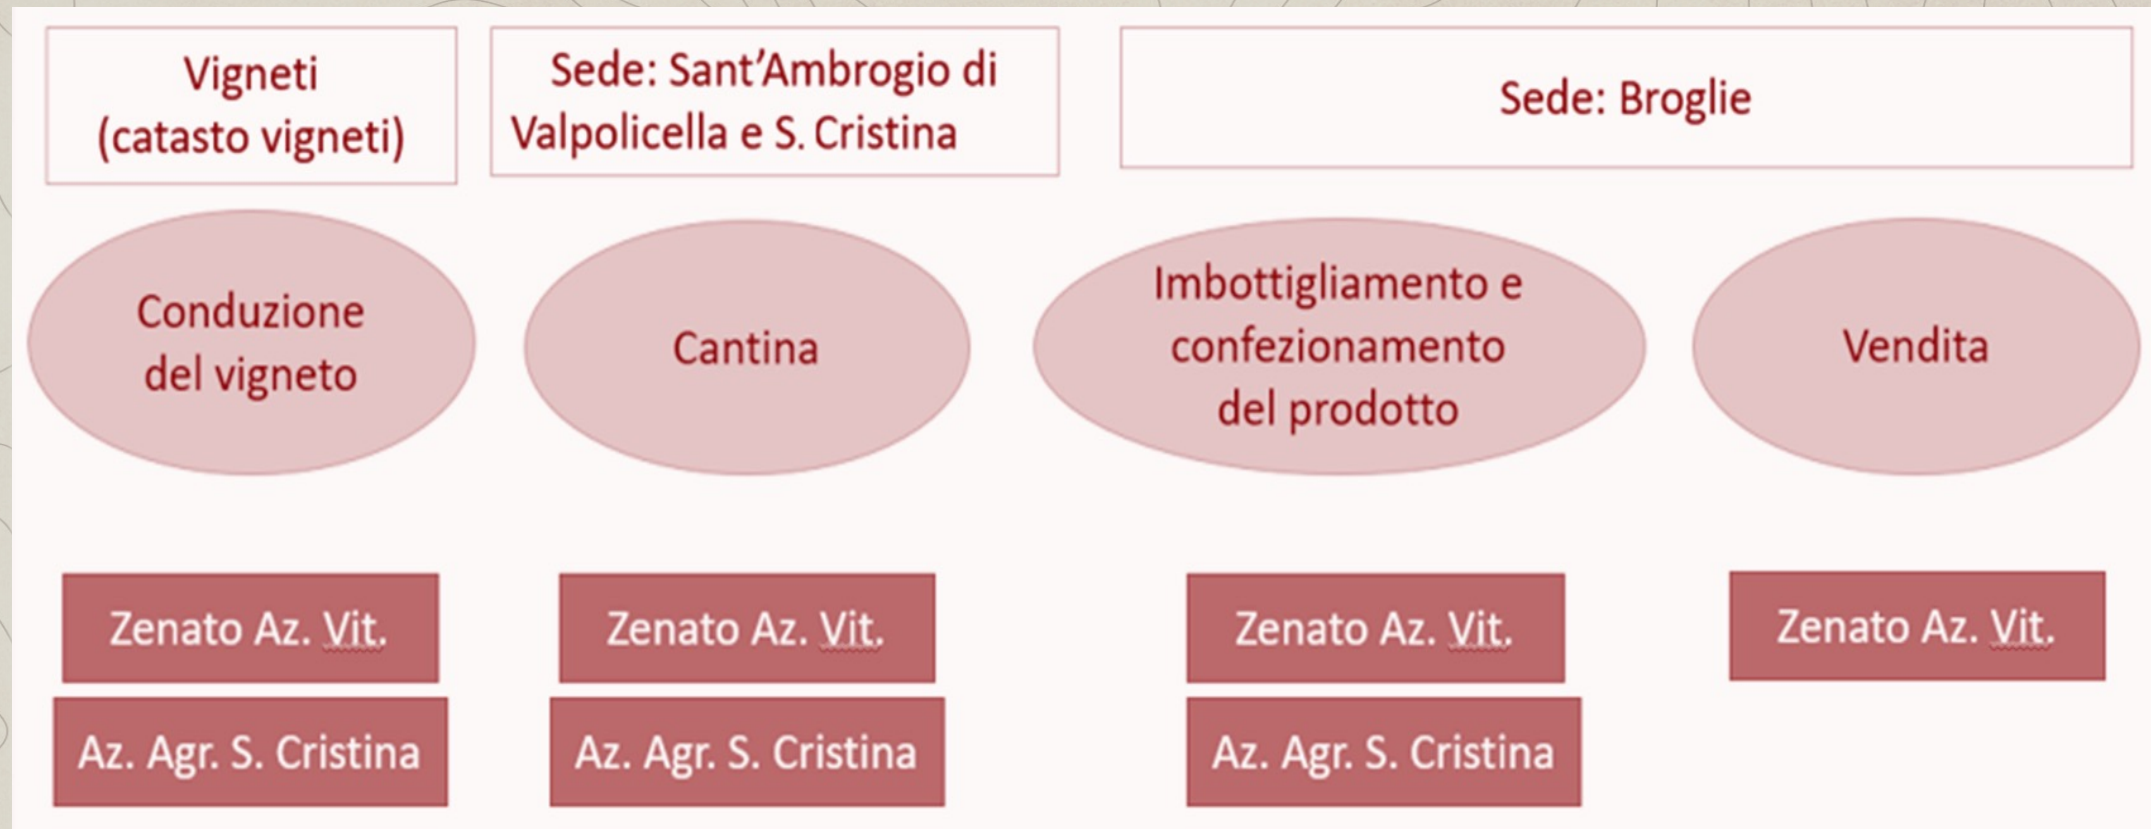 Vigneti
(catasto vigneti)
Sede: Sant'Ambrogio di
Valpolicella e S. Cristina
Sede: Broglie
Conduzione
del vigneto
Cantina
Imbottigliamento e
confezionamento
del prodotto
Vendita
Zenato Az. Vit.
Zenato Az. Vit.
Zenato Az. Vit.
Zenato Az. Vit.
Az. Agr. S. Cristina
Az. Agr. S. Cristina
Az. Agr. S. Cristina